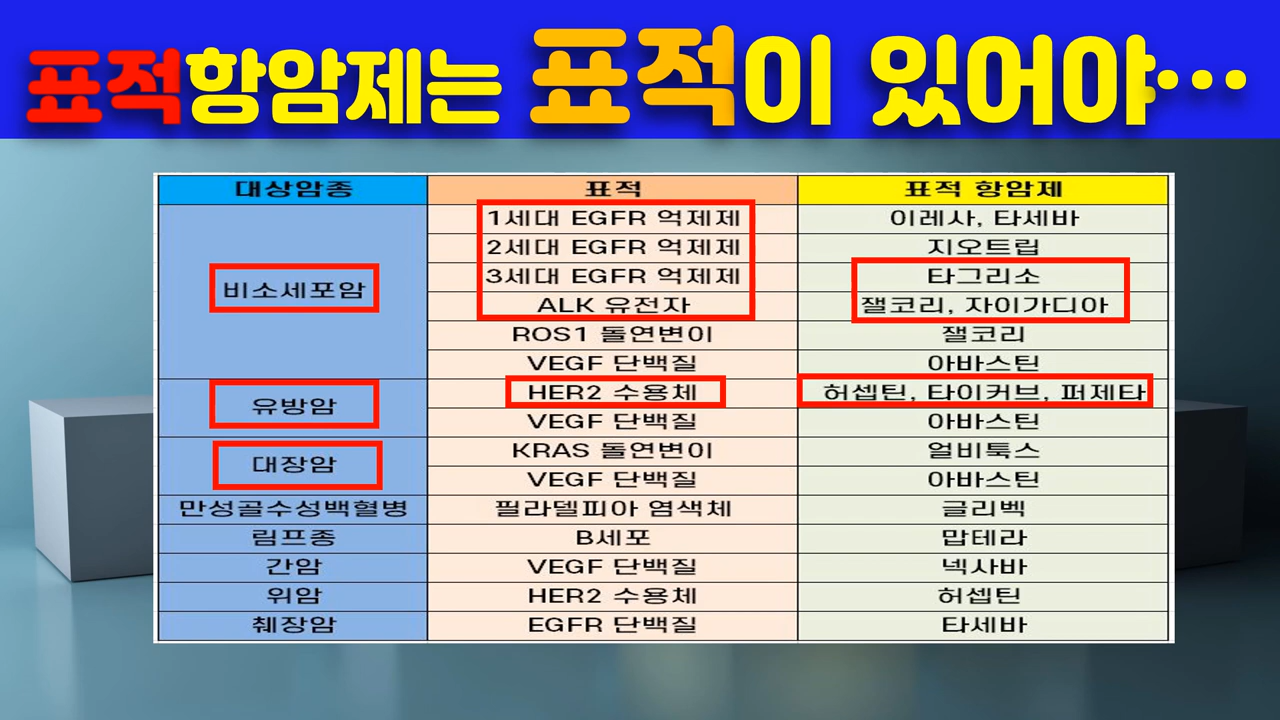 표적항암제는 표적이 있어야…
대상암종 표적 표적 항암제
비소세포암 1세대 EGFR 억제제 이레사, 타세바
2세대 EGFR 억제제 지오트립
3세대 EGFR 억제제 타그리소
ALK 유전자 잴코리, 자이가디아
ROS1 돌연변이 잴코리
VEGF 단백질 아바스틴
유방암 HER2 수용체 허셉틴, 타이커브, 퍼제타
VEGF 단백질 아바스틴
대장암 KRAS 돌연변이 얼비툭스
VEGF 단백질 아바스틴
만성골수성백혈병 필라델피아 염색체 글리벡
림프종 B세포 맙테라
간암 VEGF 단백질 넥사바
위암 HER2 수용체 허셉틴
췌장암 EGFR 단백질 타세바